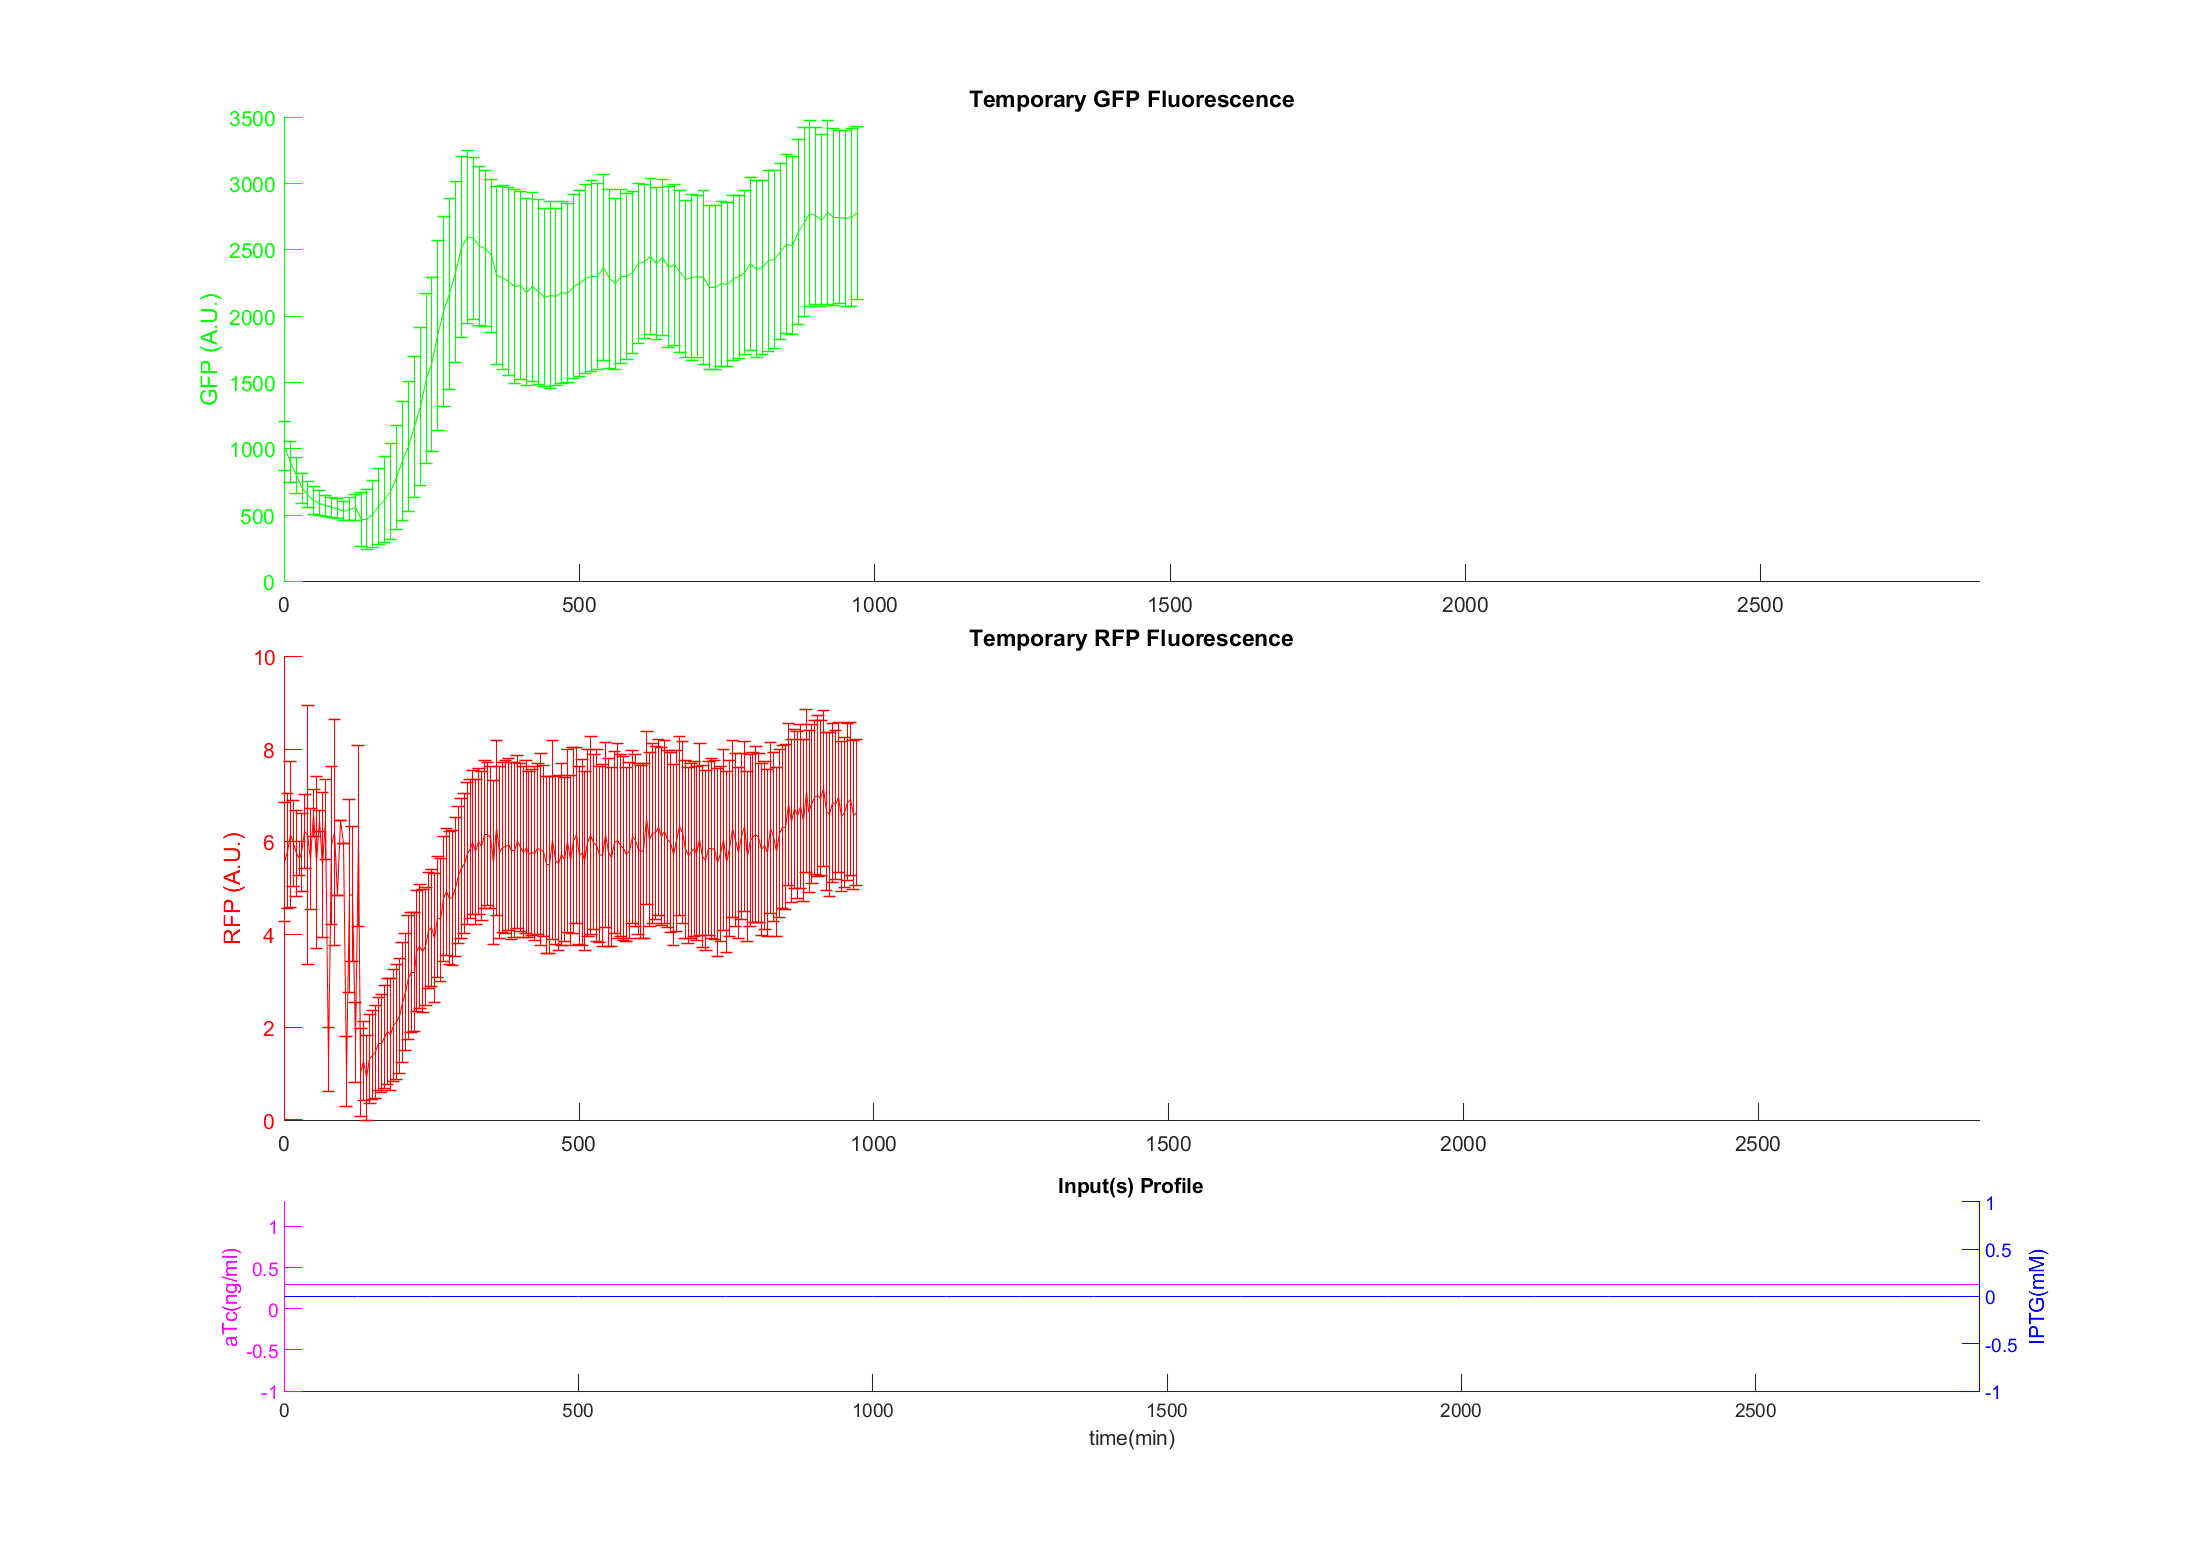 Temporary GFP Fluorescence
3500
3000
2500
2000
1500
1000
500
0
GFP (A.U.)
0 500 1000 1500 2000 2500
Temporary RFP Fluorescence
10
8
6
4
2
0
RFP (A.U.)
0 500 1000 1500 2000 2500
Input(s) Profile
1
0.5
0
-0.5
-1
aTc(ng/ml)
1
0.5
0
-0.5
-1
IPTG(mM)
0 500 1000 1500 2000 2500
time(min)